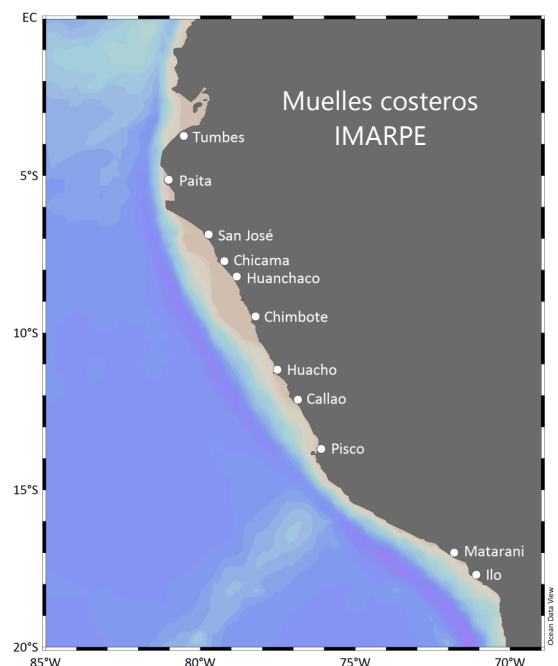 EC
Muelles costeros
IMARPE
Tumbes
5°S
Paita
San José
Chicama
Huanchaco
Chimbote
10°S
Huacho
Callao
Pisco
15°S
Matarani
Ilo
20°S
85°W
80°W
75°W
70°W
Ocean Data View